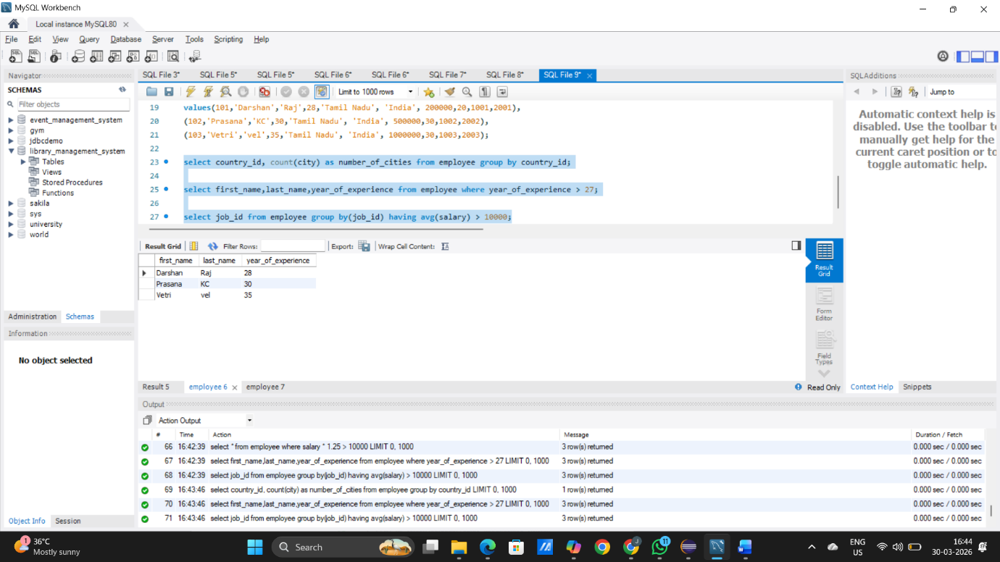 MySQL Workbench
Local instance MySQL80
File Edit View Query Database Server Tools Scripting Help
Navigator
SCHEMAS
Filter objects
event_management_system
gym
jdbcdemo
library_management_system
Tables
Views
Stored Procedures
Functions
sakila
sys
university
world
Administration Schemas
Information
No object selected
Object Info Session
SQL File 3* SQL File 5* SQL File 5* SQL File 6* SQL File 6* SQL File 7* SQL File 8* SQL File 9*
Limit to 1000 rows
19 values(101,'Darshan','Raj',28,'Tamil Nadu', 'India', 200000,20,1001,2001),
20 (102,'Prasana','KC',30,'Tamil Nadu', 'India', 500000,30,1002,2002),
21 (103,'Vetri','vel',35,'Tamil Nadu', 'India', 1000000,30,1003,2003);
22
23 select country_id, count(city) as number_of_cities from employee group by country_id;
24
25 select first_name,last_name,year_of_experience from employee where year_of_experience > 27;
26
27 select job_id from employee group by(job_id) having avg(salary) > 10000;
Result Grid Filter Rows: Export: Wrap Cell Content:
first_name last_name year_of_experience
Darshan Raj 28
Prasana KC 30
Vetri vel 35
Result Grid
Form Editor
Field Types
Result 5 employee 6 employee 7
Read Only
SQLAdditions
Jump to
Automatic context help is
disabled. Use the toolbar to
manually get help for the
current caret position or to
toggle automatic help.
Context Help Snippets
Output
Action Output
# Time Action Message Duration / Fetch
66 16:42:39 select * from employee where salary * 1.25 > 10000 LIMIT 0, 1000 3 row(s) returned 0.000 sec / 0.000 sec
67 16:42:39 select first_name,last_name,year_of_experience from employee where year_of_experience > 27 LIMIT 0, 1000 3 row(s) returned 0.000 sec / 0.000 sec
68 16:42:39 select job_id from employee group by(job_id) having avg(salary) > 10000 LIMIT 0, 1000 3 row(s) returned 0.000 sec / 0.000 sec
69 16:43:46 select country_id, count(city) as number_of_cities from employee group by country_id LIMIT 0, 1000 1 row(s) returned 0.000 sec / 0.000 sec
70 16:43:46 select first_name,last_name,year_of_experience from employee where year_of_experience > 27 LIMIT 0, 1000 3 row(s) returned 0.000 sec / 0.000 sec
71 16:43:46 select job_id from employee group by(job_id) having avg(salary) > 10000 LIMIT 0, 1000 3 row(s) returned 0.000 sec / 0.000 sec
1
36°C
Mostly sunny
Search
11
ENG
US
16:44
30-03-2026